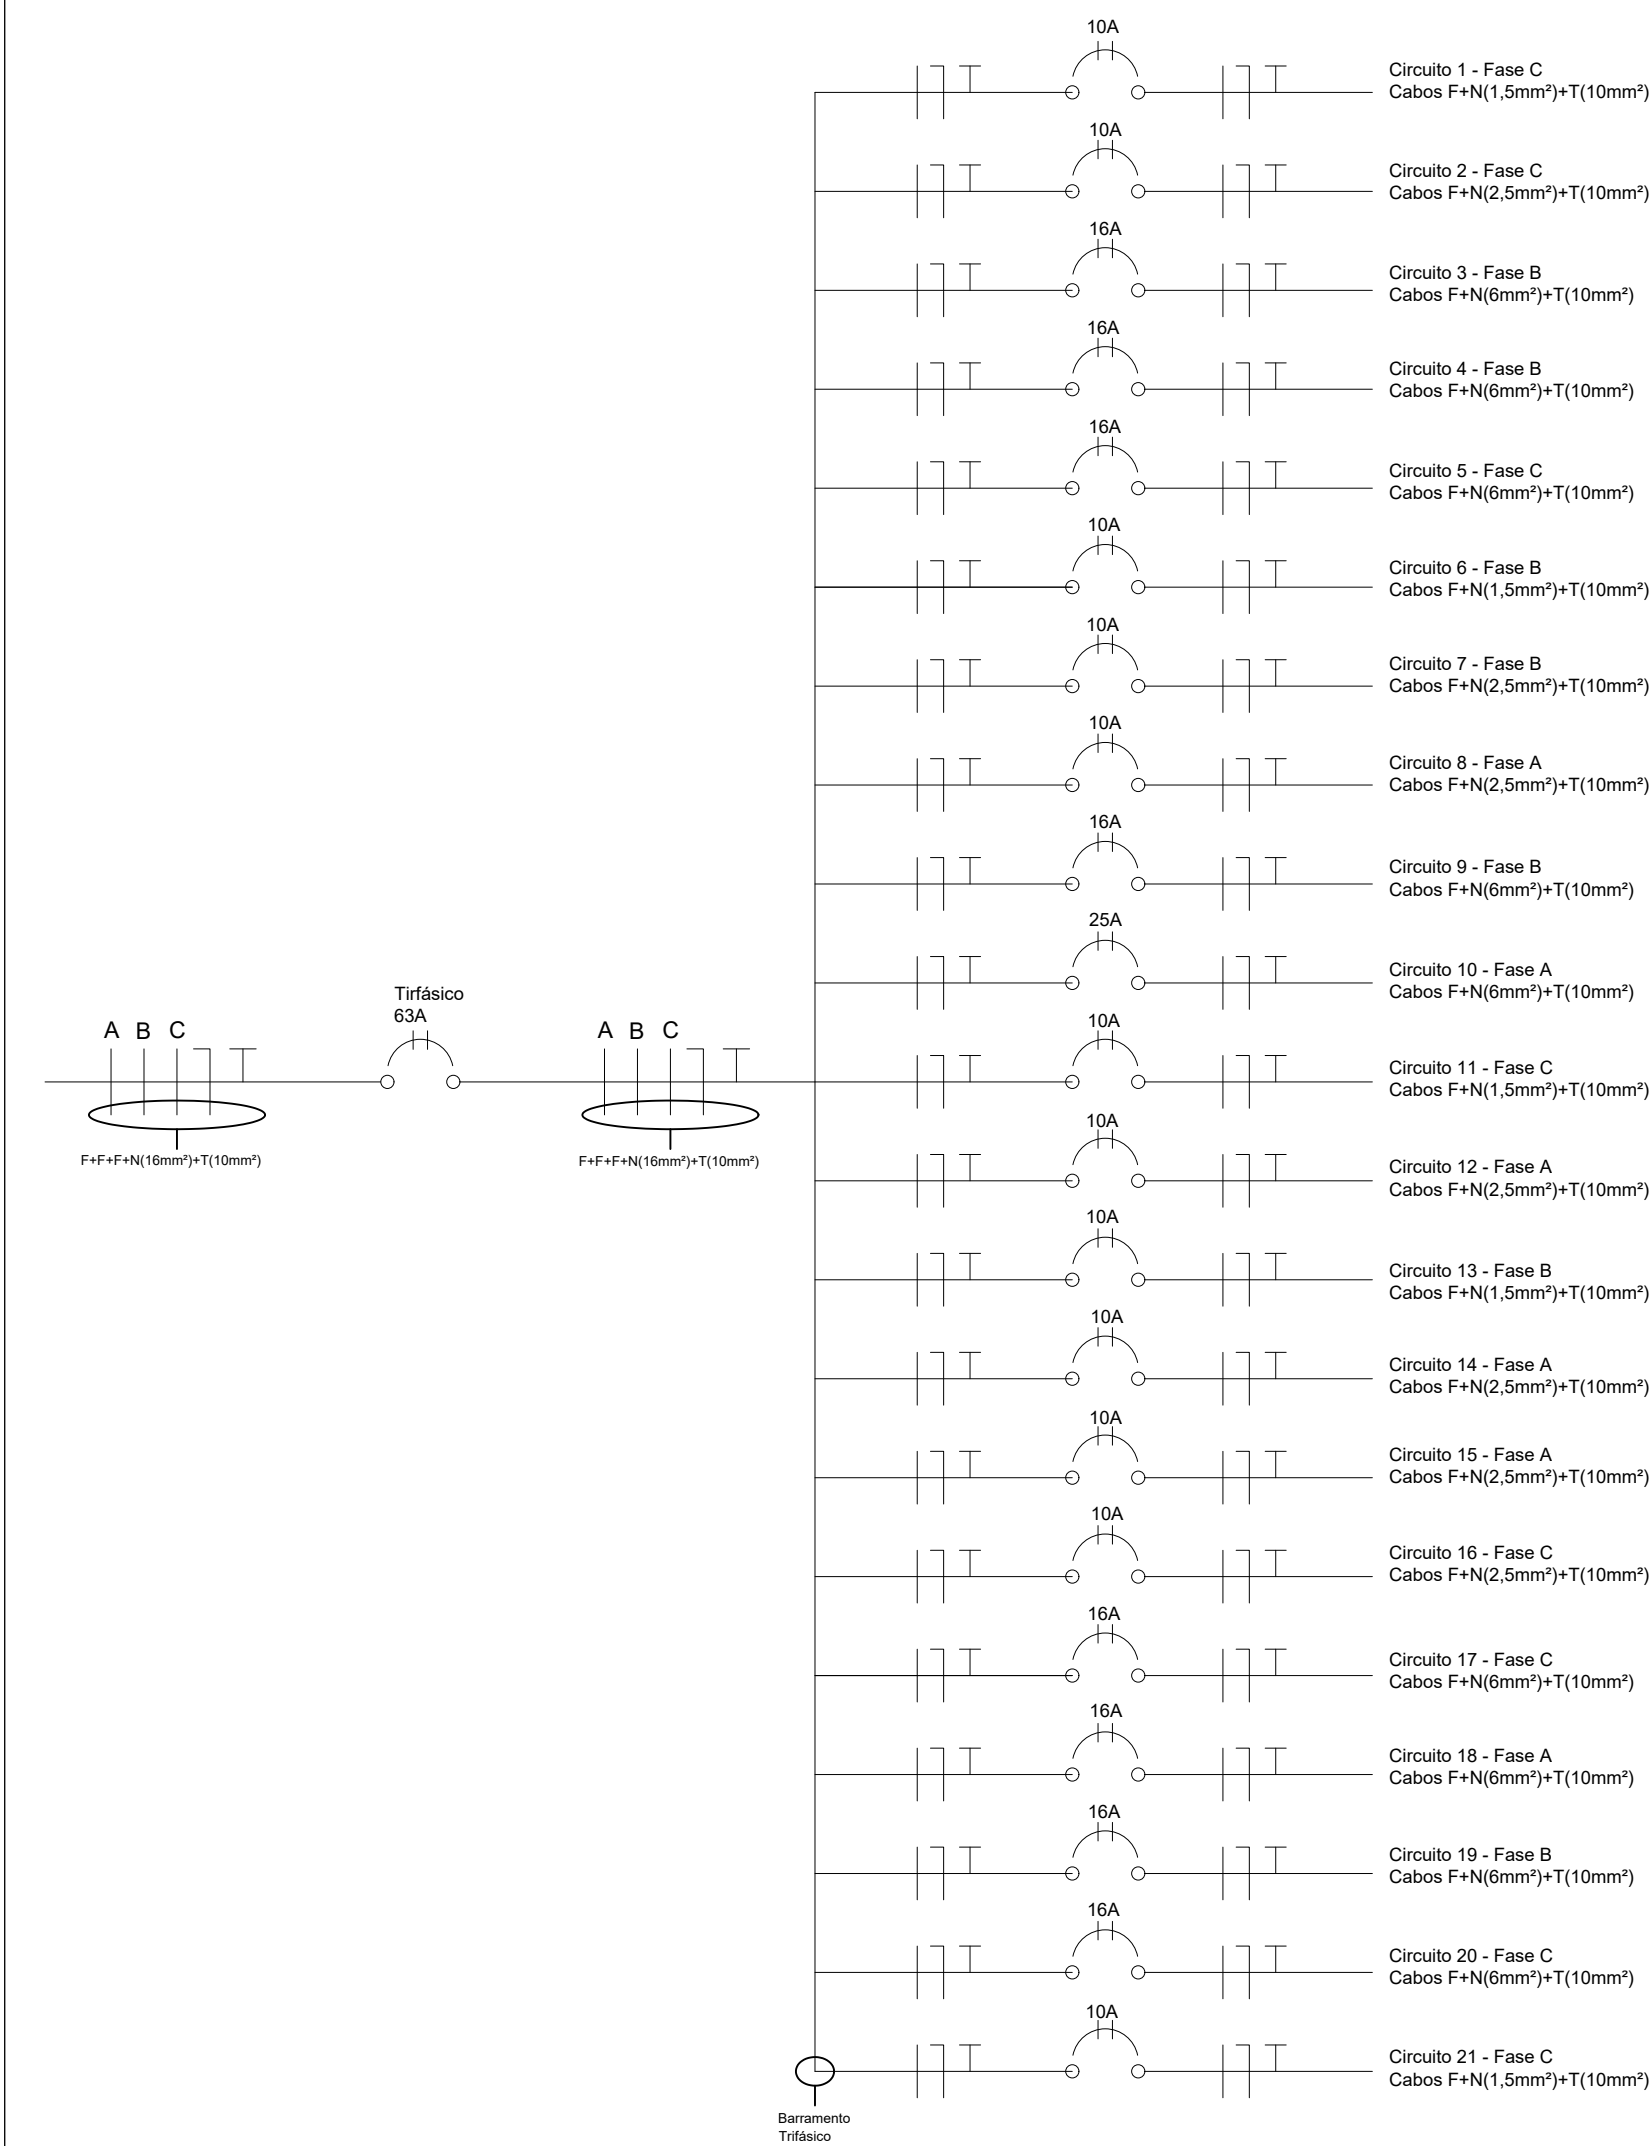 10A
Circuito 1 - Fase C
Cabos F+N(1,5mm²)+T(10mm²)
10A
Circuito 2 - Fase C
Cabos F+N(2,5mm²)+T(10mm²)
16A
Circuito 3 - Fase B
Cabos F+N(6mm²)+T(10mm²)
16A
Circuito 4 - Fase B
Cabos F+N(6mm²)+T(10mm²)
16A
Circuito 5 - Fase C
Cabos F+N(6mm²)+T(10mm²)
10A
Circuito 6 - Fase B
Cabos F+N(1,5mm²)+T(10mm²)
10A
Circuito 7 - Fase B
Cabos F+N(2,5mm²)+T(10mm²)
10A
Circuito 8 - Fase A
Cabos F+N(2,5mm²)+T(10mm²)
16A
Circuito 9 - Fase B
Cabos F+N(6mm²)+T(10mm²)
25A
Circuito 10 - Fase A
Cabos F+N(6mm²)+T(10mm²)
Tirfásico
63A
A B C
A B C
F+F+F+N(16mm²)+T(10mm²)
F+F+F+N(16mm²)+T(10mm²)
10A
Circuito 11 - Fase C
Cabos F+N(1,5mm²)+T(10mm²)
10A
Circuito 12 - Fase A
Cabos F+N(2,5mm²)+T(10mm²)
10A
Circuito 13 - Fase B
Cabos F+N(1,5mm²)+T(10mm²)
10A
Circuito 14 - Fase A
Cabos F+N(2,5mm²)+T(10mm²)
10A
Circuito 15 - Fase A
Cabos F+N(2,5mm²)+T(10mm²)
10A
Circuito 16 - Fase C
Cabos F+N(2,5mm²)+T(10mm²)
16A
Circuito 17 - Fase C
Cabos F+N(6mm²)+T(10mm²)
16A
Circuito 18 - Fase A
Cabos F+N(6mm²)+T(10mm²)
16A
Circuito 19 - Fase B
Cabos F+N(6mm²)+T(10mm²)
16A
Circuito 20 - Fase C
Cabos F+N(6mm²)+T(10mm²)
10A
Circuito 21 - Fase C
Cabos F+N(1,5mm²)+T(10mm²)
Barramento
Trifásico